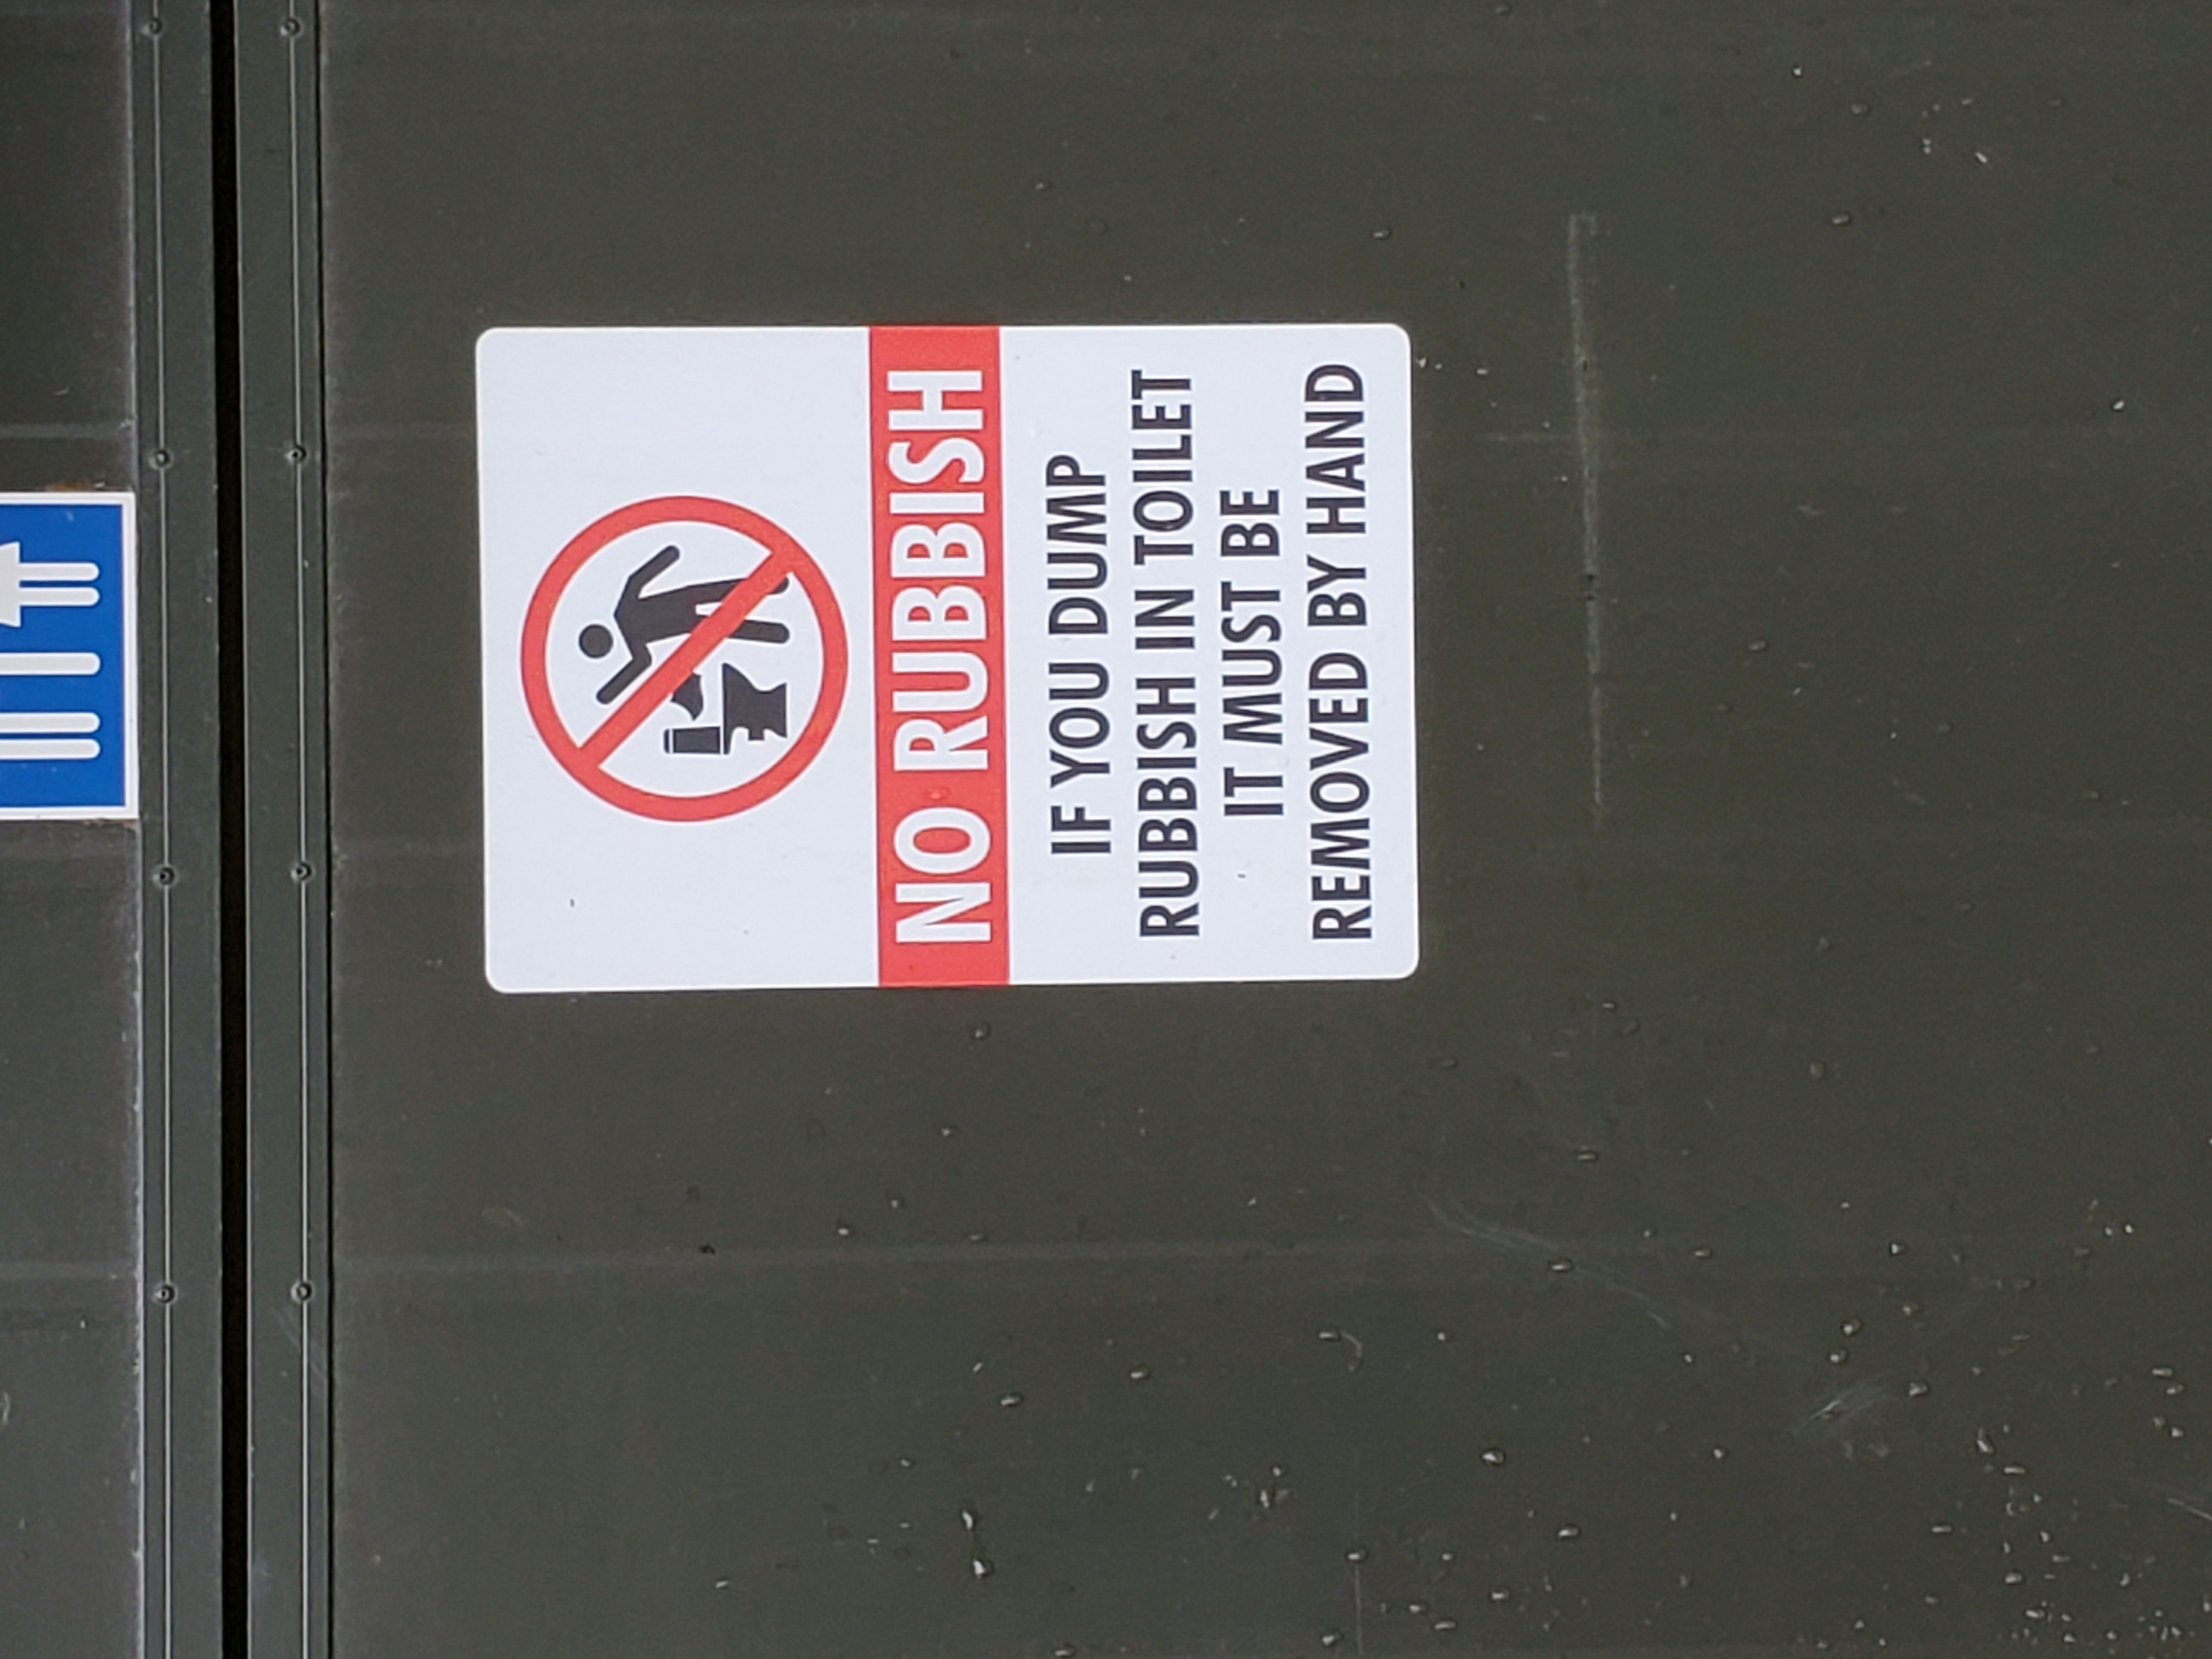 NO RUBBISH
IF YOU DUMP
RUBBISH IN TOILET
IT MUST BE
REMOVED BY HAND